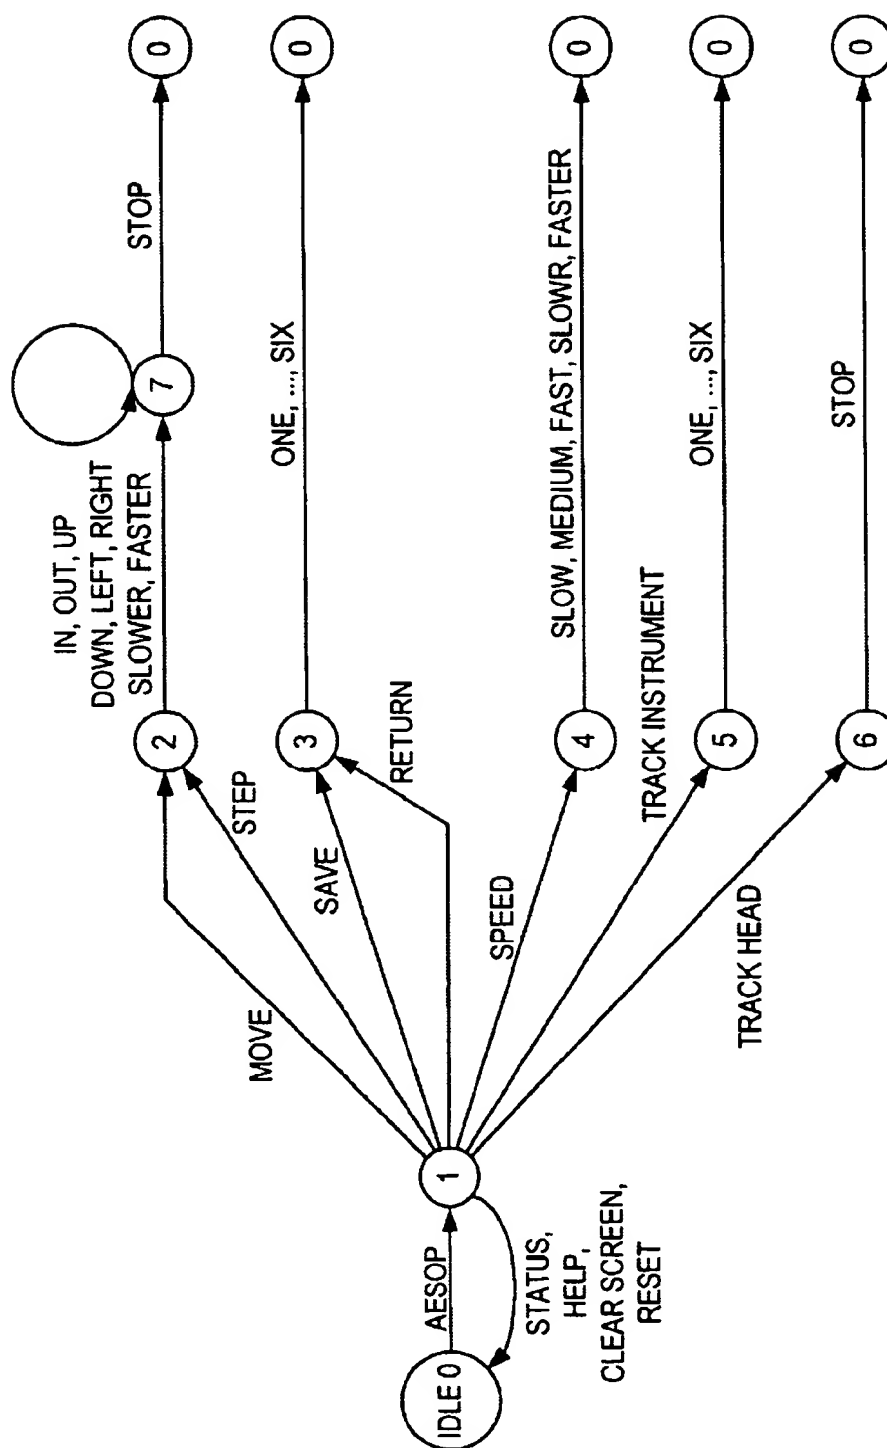 IDLE 0
AESOP
STATUS,
HELP,
CLEAR SCREEN,
RESET
1
MOVE
STEP
SAVE
RETURN
SPEED
TRACK INSTRUMENT
TRACK HEAD
2
IN, OUT, UP
DOWN, LEFT, RIGHT
SLOWER, FASTER
7
STOP
0
3
ONE, ...., SIX
0
4
SLOW, MEDIUM, FAST, SLOWR, FASTER
0
5
ONE, ..., SIX
0
6
STOP
0